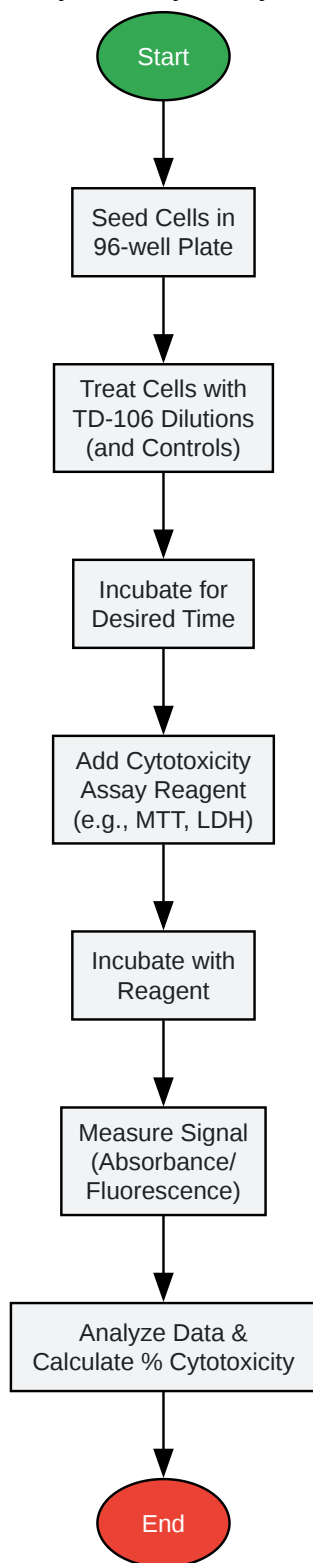 Start
Seed Cells in
96-well Plate
Treat Cells with
TD-106 Dilutions
(and Controls)
Incubate for
Desired Time
Add Cytotoxicity
Assay Reagent
(e.g., MTT, LDH)
Incubate with
Reagent
Measure Signal
(Absorbance/
Fluorescence)
Analyze Data &
Calculate % Cytotoxicity
End